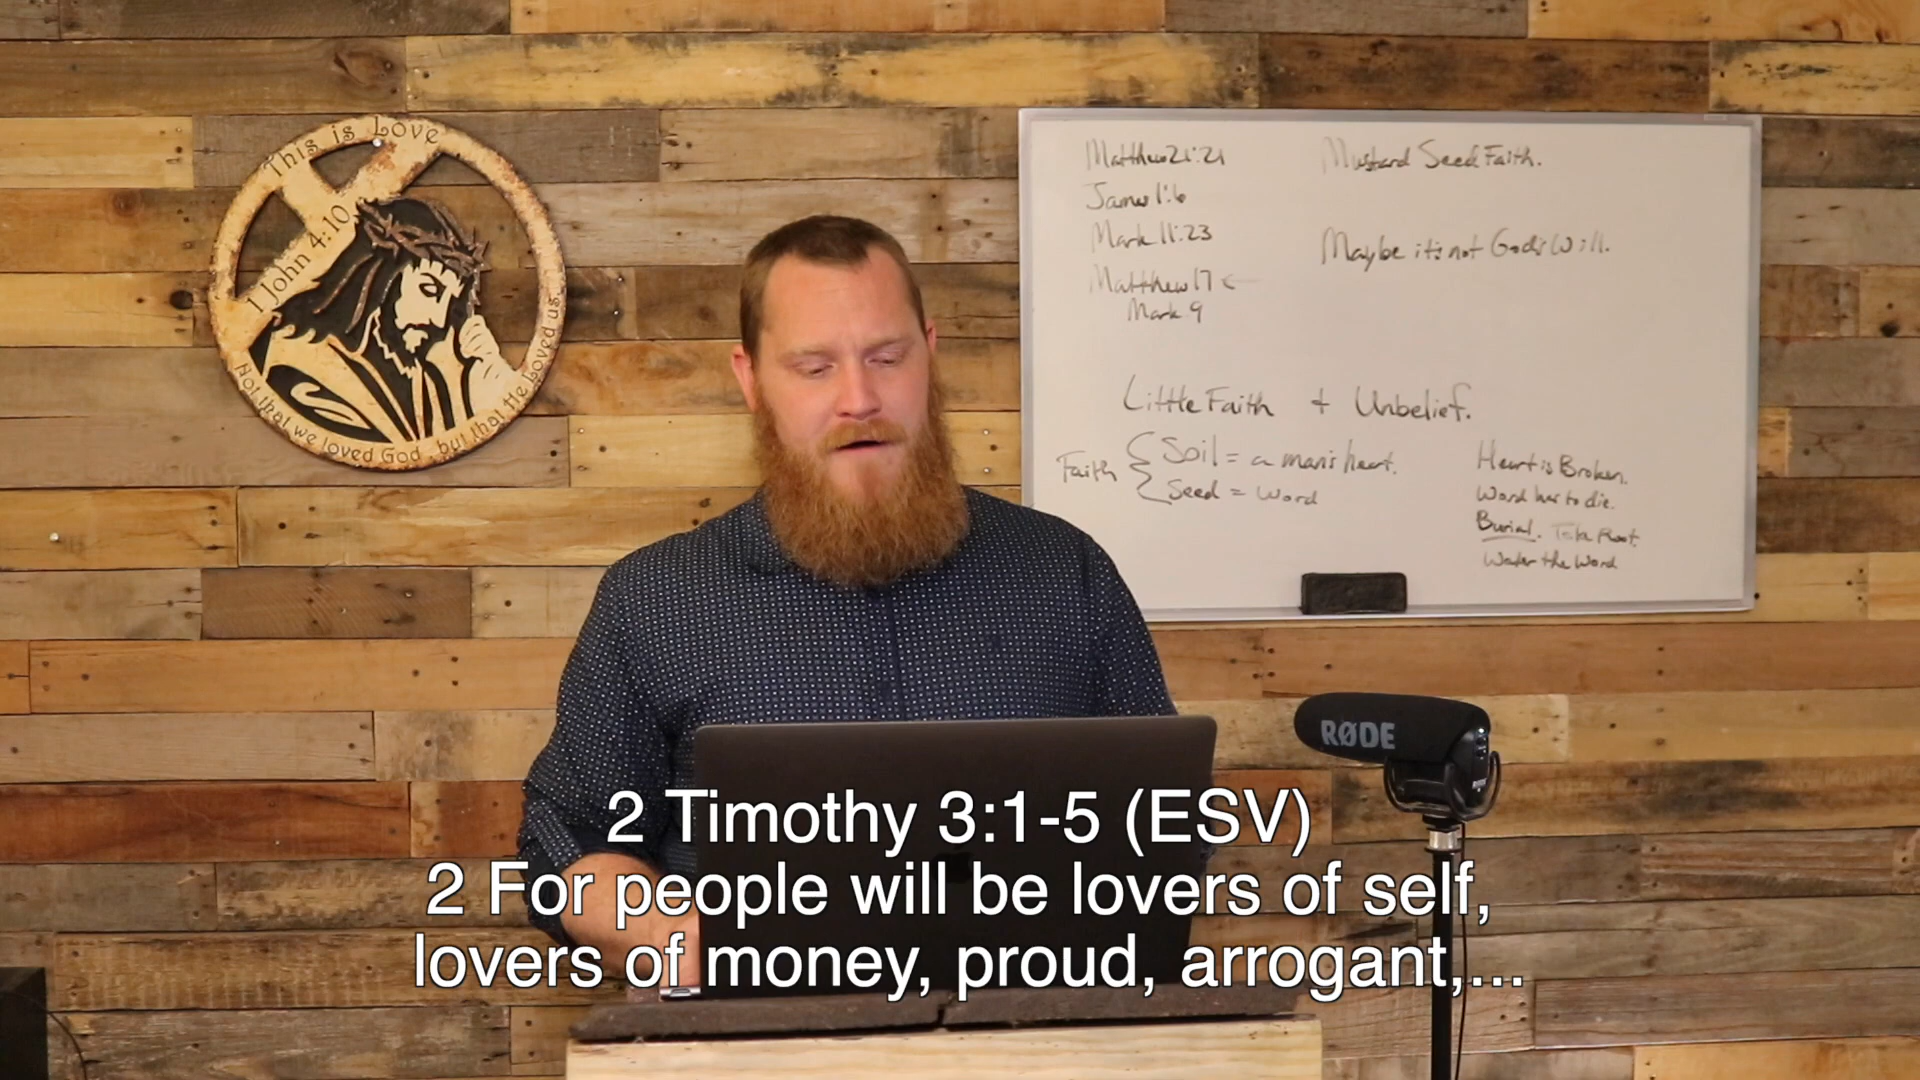 This is Love
1 John 4:10
Not that we loved God, but that He Loved us.
Matthew 21:21
James 1:6
Mark 11:23
Matthew 17 ←
Mark 9
Mustard Seed Faith.
Maybe it's not God's Will.
Little Faith + Unbelief.
Faith { Soil = a man's heart.
Seed = Word
Heart is Broken.
Word has to die.
Burial. Root.
Water the Word
RØDE
2 Timothy 3:1-5 (ESV)
2 For people will be lovers of self,
lovers of money, proud, arrogant,...